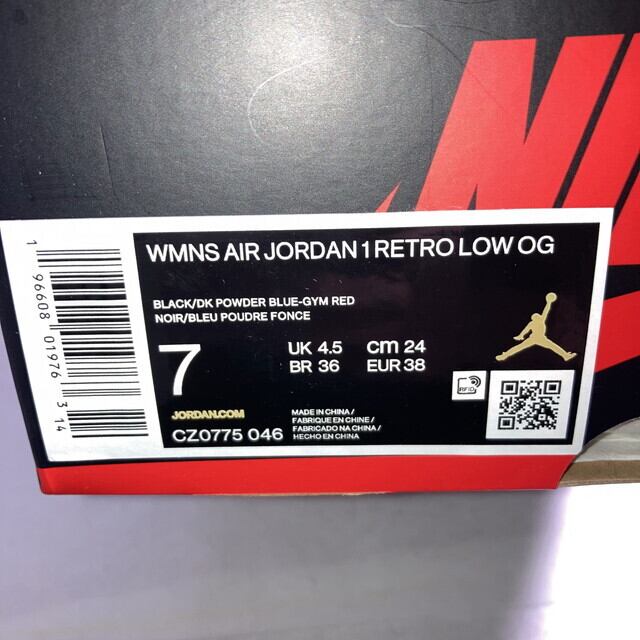 NI
WMNS AIR JORDAN 1 RETRO LOW OG
BLACK/DK POWDER BLUE-GYM RED
NOIR/BLEU POUDRE FONCE
7
UK 4.5 cm 24
BR 36 EUR 38
JORDAN.COM
CZ0775 046
MADE IN CHINA /
FABRIQUE EN CHINE /
FABRICADO NA CHINA /
HECHO EN CHINA
RFID
1 96608 01976 3 14